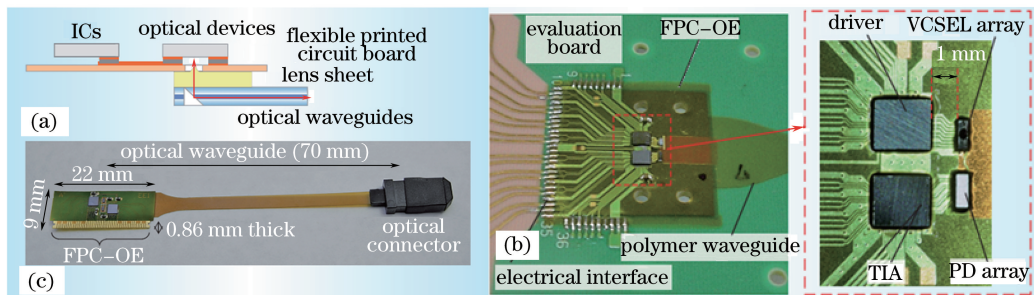 ICs
optical devices
flexible printed
circuit board
lens sheet
optical waveguides
(a)
optical waveguide (70 mm)
22 mm
9 mm
0.86 mm thick
FPC–OE
optical
connector
(c)
evaluation
board
FPC–OE
35
36
polymer waveguide
electrical interface
(b)
driver
VCSEL array
1 mm
TIA
PD array